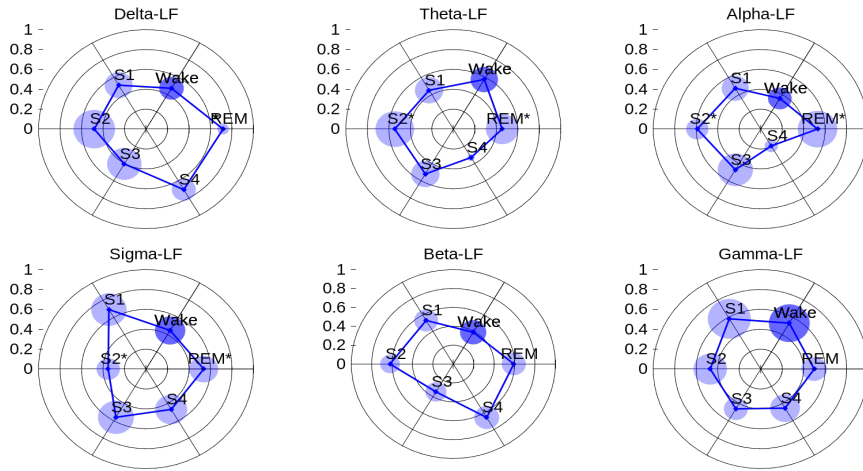 Delta-LF
Theta-LF
Alpha-LF
1
0.8
0.6
0.4
0.2
0
S1
Wake
S2
REM
*
S3
S4
1
0.8
0.6
0.4
0.2
0
S1
Wake
S2*
REM*
S3
S4
1
0.8
0.6
0.4
0.2
0
S1
Wake
S2*
REM*
S3
S4
Sigma-LF
Beta-LF
Gamma-LF
1
0.8
0.6
0.4
0.2
0
S1
Wake
S2*
REM*
S3
S4
1
0.8
0.6
0.4
0.2
0
S1
Wake
S2
REM
S3
S4
1
0.8
0.6
0.4
0.2
0
S1
Wake
S2
REM
S3
S4